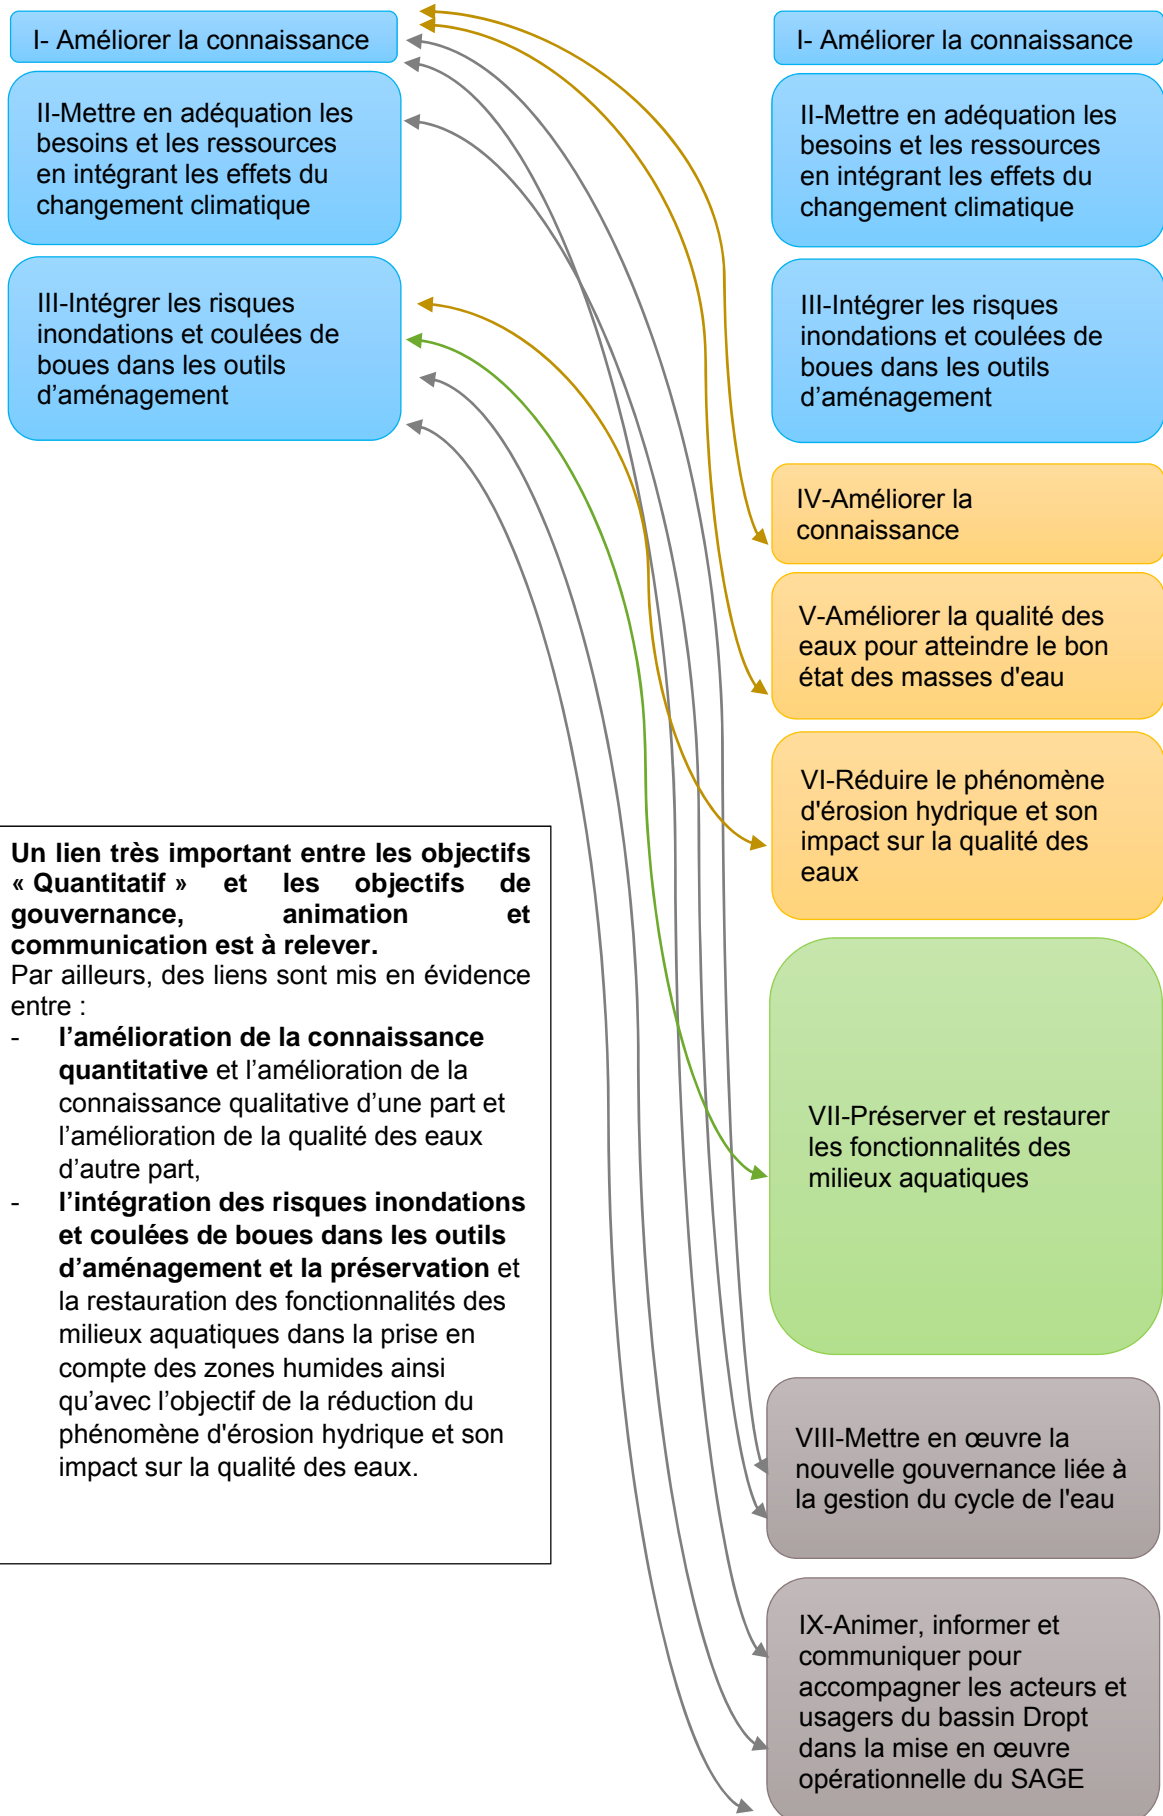 I- Améliorer la connaissance
II-Mettre en adéquation les
besoins et les ressources
en intégrant les effets du
changement climatique
III-Intégrer les risques
inondations et coulées de
boues dans les outils
d’aménagement
Un lien très important entre les objectifs
« Quantitatif » et les objectifs de
gouvernance, animation et
communication est à relever.
Par ailleurs, des liens sont mis en évidence
entre :
- l’amélioration de la connaissance
quantitative et l’amélioration de la
connaissance qualitative d’une part et
l’amélioration de la qualité des eaux
d’autre part,
- l’intégration des risques inondations
et coulées de boues dans les outils
d’aménagement et la préservation et
la restauration des fonctionnalités des
milieux aquatiques dans la prise en
compte des zones humides ainsi
qu’avec l’objectif de la réduction du
phénomène d'érosion hydrique et son
impact sur la qualité des eaux.
I- Améliorer la connaissance
II-Mettre en adéquation les
besoins et les ressources
en intégrant les effets du
changement climatique
III-Intégrer les risques
inondations et coulées de
boues dans les outils
d’aménagement
IV-Améliorer la
connaissance
V-Améliorer la qualité des
eaux pour atteindre le bon
état des masses d'eau
VI-Réduire le phénomène
d'érosion hydrique et son
impact sur la qualité des
eaux
VII-Préserver et restaurer
les fonctionnalités des
milieux aquatiques
VIII-Mettre en œuvre la
nouvelle gouvernance liée à
la gestion du cycle de l'eau
IX-Animer, informer et
communiquer pour
accompagner les acteurs et
usagers du bassin Dropt
dans la mise en œuvre
opérationnelle du SAGE